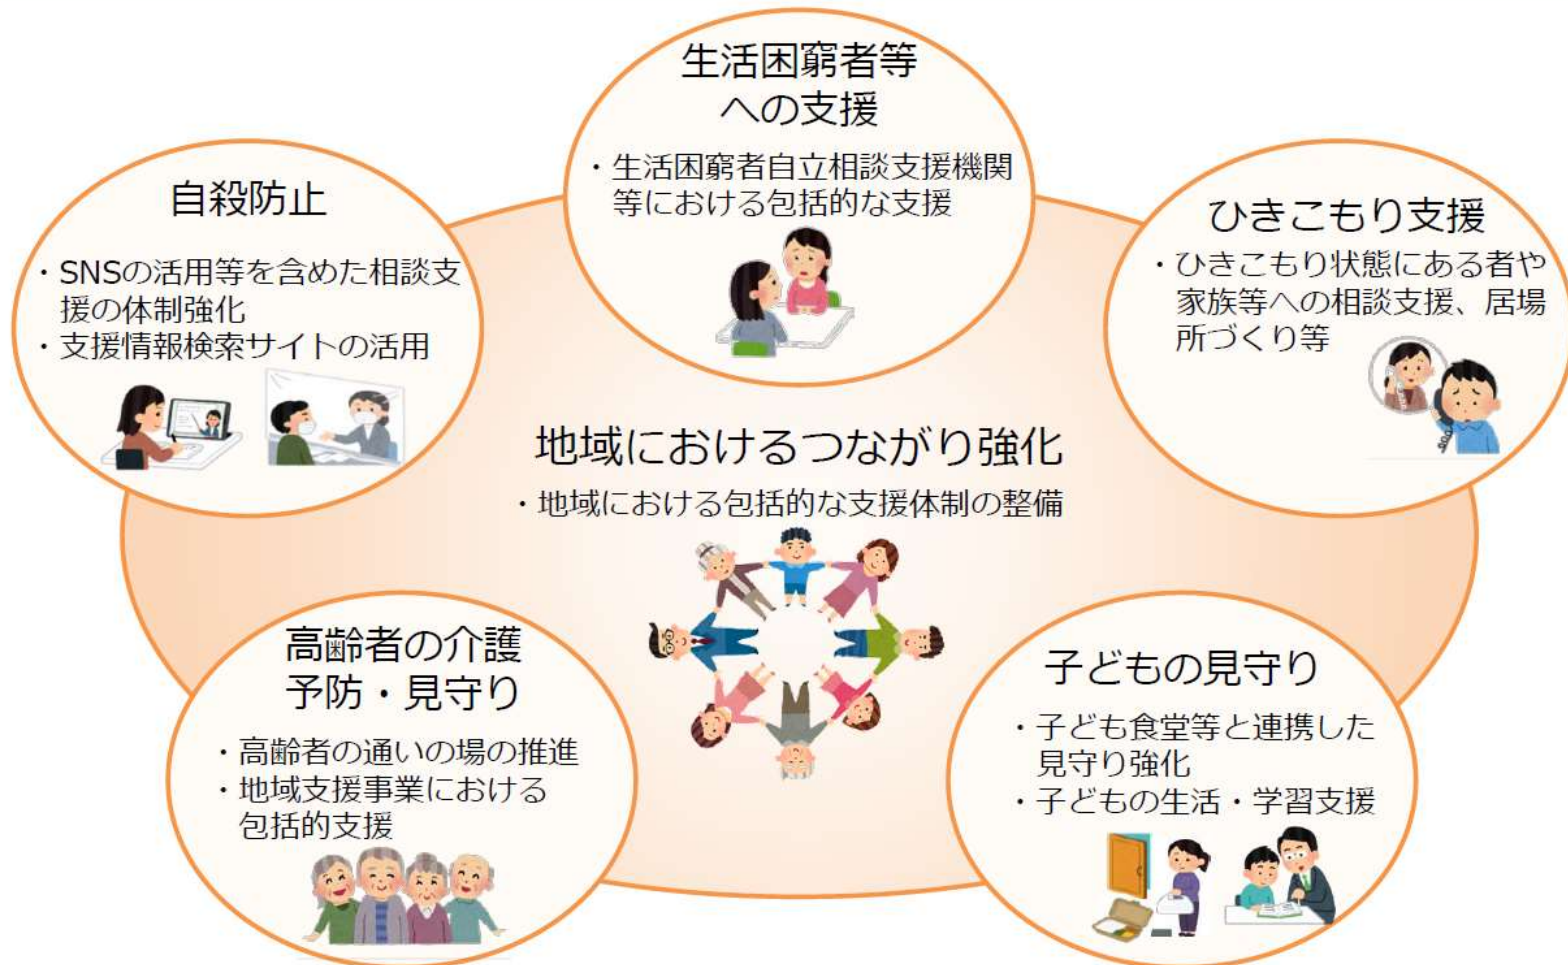 生活困窮者等
への支援
・生活困窮者自立相談支援機関
等における包括的な支援
自殺防止
・SNSの活用等を含めた相談支
援の体制強化
・支援情報検索サイトの活用
ひきこもり支援
・ひきこもり状態にある者や
家族等への相談支援、居場
所づくり等
地域におけるつながり強化
・地域における包括的な支援体制の整備
高齢者の介護
予防・見守り
・高齢者の通いの場の推進
・地域支援事業における
包括的支援
子どもの見守り
・子ども食堂等と連携した
見守り強化
・子どもの生活・学習支援